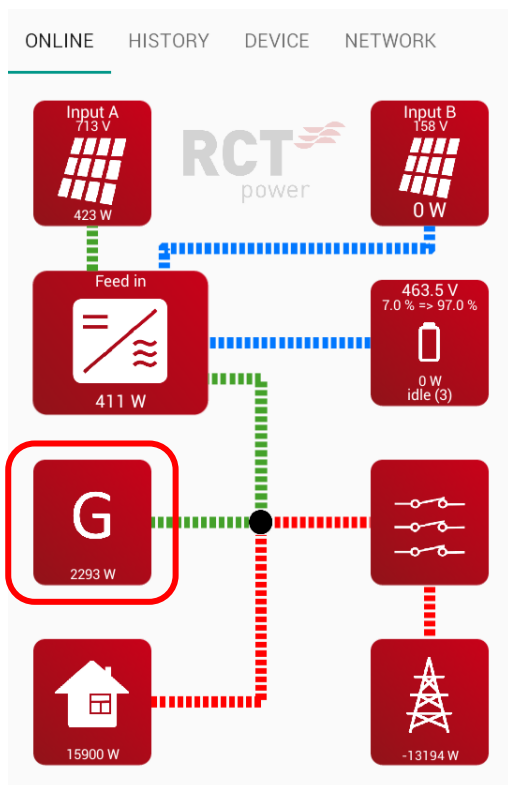 ONLINE HISTORY DEVICE NETWORK
Input A
713 V
423 W
RCT
power
Input B
158 V
0 W
Feed in
411 W
463.5 V
7.0 % => 97.0 %
0 W
idle (3)
G
2293 W
15900 W
-13194 W